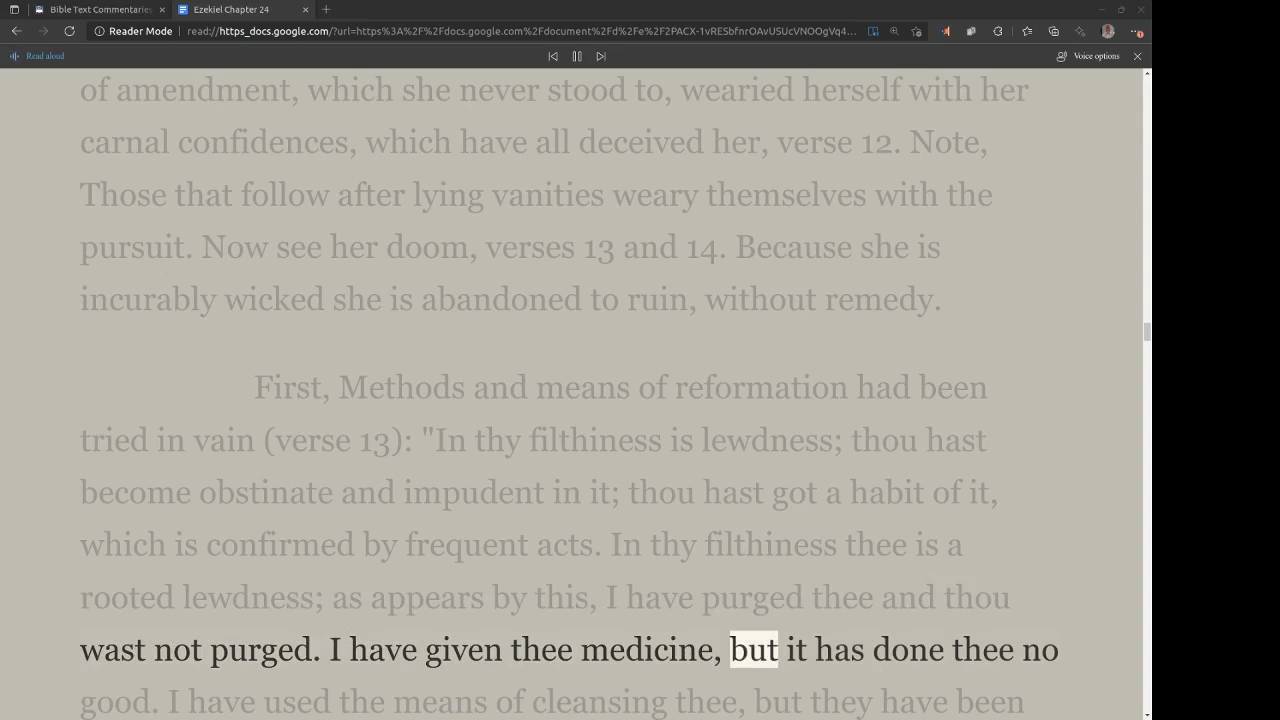 Bible Text Commentaries
Ezekiel Chapter 24
Reader Mode
read://https_docs.google.com/?url=https%3A%2F%2Fdocs.google.com%2Fdocument%2Fd%2Fe%2F2PACX-1vRESbfnrOAvUSUcVNOOgVq4...
Read aloud
Voice options
of amendment, which she never stood to, wearied herself with her
carnal confidences, which have all deceived her, verse 12. Note,
Those that follow after lying vanities weary themselves with the
pursuit. Now see her doom, verses 13 and 14. Because she is
incurably wicked she is abandoned to ruin, without remedy.
First, Methods and means of reformation had been
tried in vain (verse 13): "In thy filthiness is lewdness; thou hast
become obstinate and impudent in it; thou hast got a habit of it,
which is confirmed by frequent acts. In thy filthiness thee is a
rooted lewdness; as appears by this, I have purged thee and thou
wast not purged. I have given thee medicine, but it has done thee no
good. I have used the means of cleansing thee, but they have been